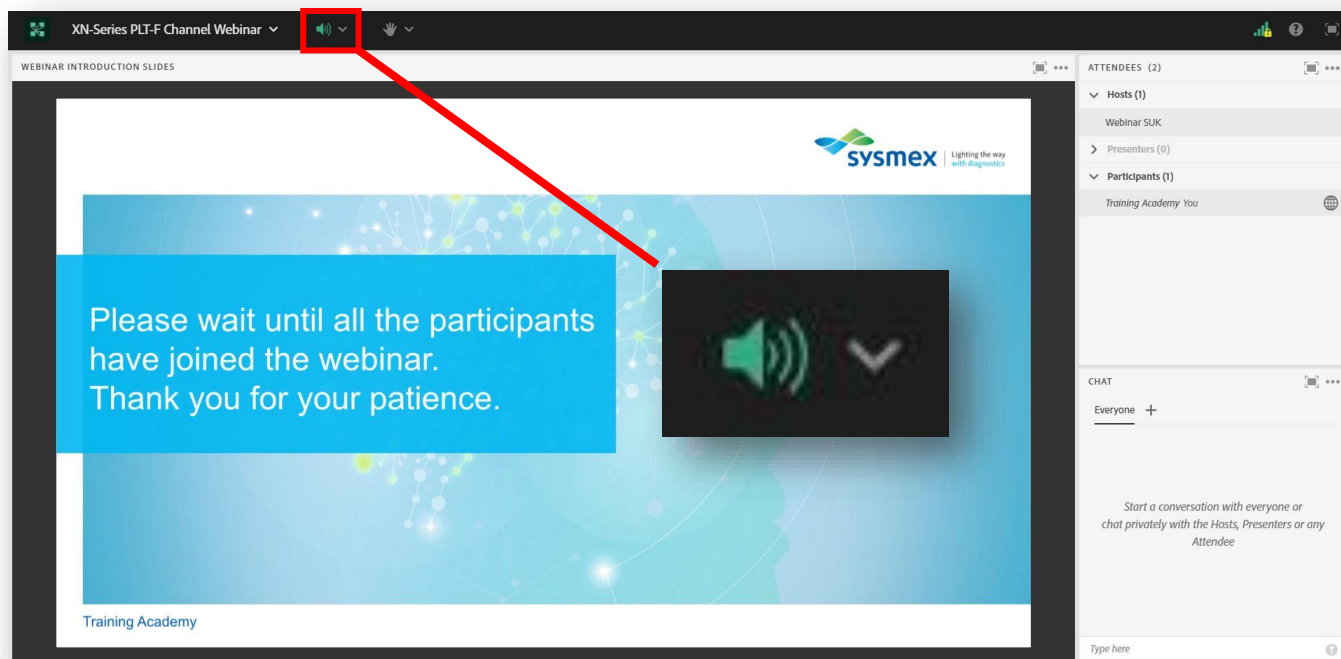 XN-Series PLT-F Channel Webinar
WEBINAR INTRODUCTION SLIDES
sysmex
Lighting the way
with diagnostics
Please wait until all the participants
have joined the webinar.
Thank you for your patience.
Training Academy
ATTENDEES (2)
Hosts (1)
Webinar SUK
Presenters (0)
Participants (1)
Training Academy You
CHAT
Everyone
Start a conversation with everyone or
chat privately with the Hosts, Presenters or any
Attendee
Type here